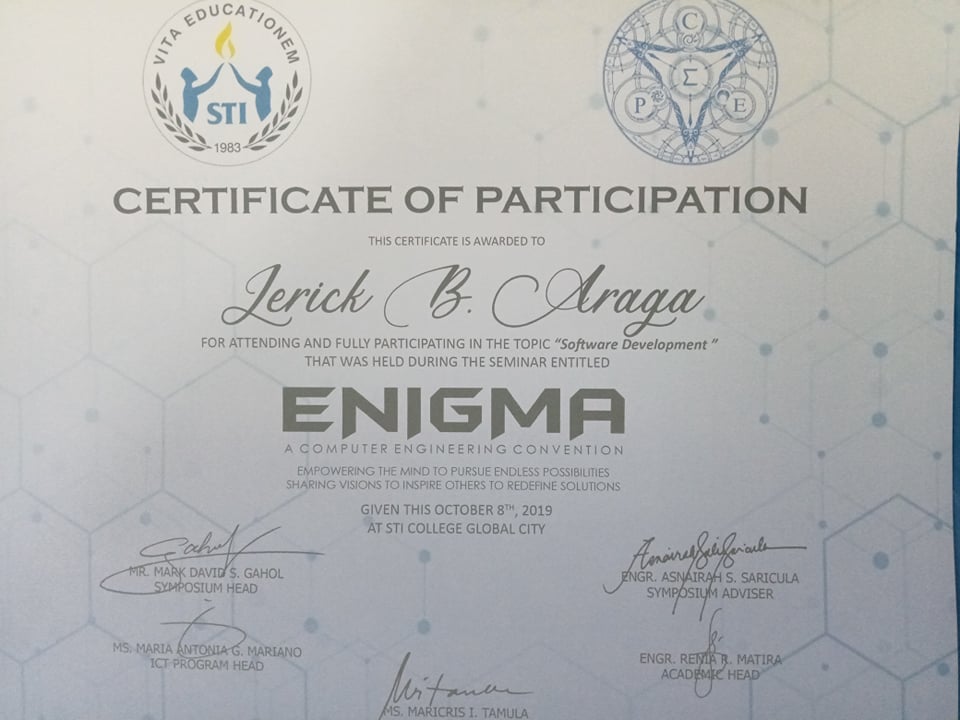 VITA EDUCATIONEM
STI
1983
C
Σ
P
E
CERTIFICATE OF PARTICIPATION
THIS CERTIFICATE IS AWARDED TO
Jerick B. Araga
FOR ATTENDING AND FULLY PARTICIPATING IN THE TOPIC “Software Development ”
THAT WAS HELD DURING THE SEMINAR ENTITLED
ENIGMA
A COMPUTER ENGINEERING CONVENTION
EMPOWERING THE MIND TO PURSUE ENDLESS POSSIBILITIES
SHARING VISIONS TO INSPIRE OTHERS TO REDEFINE SOLUTIONS
GIVEN THIS OCTOBER 8TH, 2019
AT STI COLLEGE GLOBAL CITY
MR. MARK DAVID S. GAHOL
SYMPOSIUM HEAD
ENGR. ASNAIRAH S. SARICULA
SYMPOSIUM ADVISER
MS. MARIA ANTONIA G. MARIANO
ICT PROGRAM HEAD
ENGR. REMIA R. MATIRA
ACADEMIC HEAD
MS. MARICRIS I. TAMULA